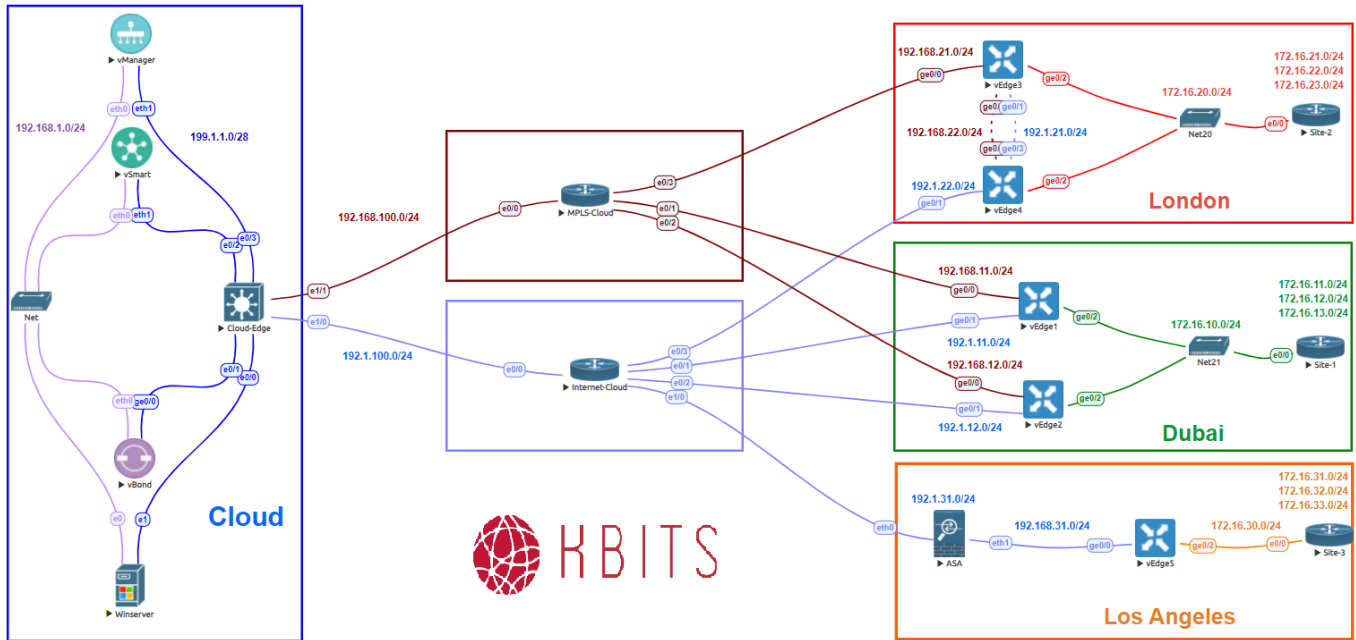 vManager
eth0
eth1
192.168.1.0/24
199.1.1.0/28
vSmart
eth0
eth1
e0/2
e0/3
Net
Cloud-Edge
e1/1
e1/0
e0/1
e0/0
eth0
ge0/0
vBond
e0
e1
Cloud
Winserver
192.168.100.0/24
192.1.100.0/24
e0/0
MPLS-Cloud
e0/3
e0/1
e0/2
e0/0
Internet-Cloud
e0/3
e0/1
e0/2
e1/0
KBITS
192.168.21.0/24
ge0/0
vEdge3
ge0/2
ge0/1
192.168.22.0/24
192.1.21.0/24
ge0/3
192.1.22.0/24
ge0/1
vEdge4
ge0/2
172.16.20.0/24
Net20
e0/0
172.16.21.0/24
172.16.22.0/24
172.16.23.0/24
Site-2
London
192.168.11.0/24
ge0/0
vEdge1
ge0/1
192.1.11.0/24
ge0/2
192.168.12.0/24
ge0/0
ge0/1
192.1.12.0/24
vEdge2
ge0/2
172.16.10.0/24
Net21
e0/0
172.16.11.0/24
172.16.12.0/24
172.16.13.0/24
Site-1
Dubai
192.1.31.0/24
eth0
ASA
eth1
192.168.31.0/24
ge0/0
vEdge5
ge0/2
172.16.30.0/24
e0/0
172.16.31.0/24
172.16.32.0/24
172.16.33.0/24
Site-3
Los Angeles